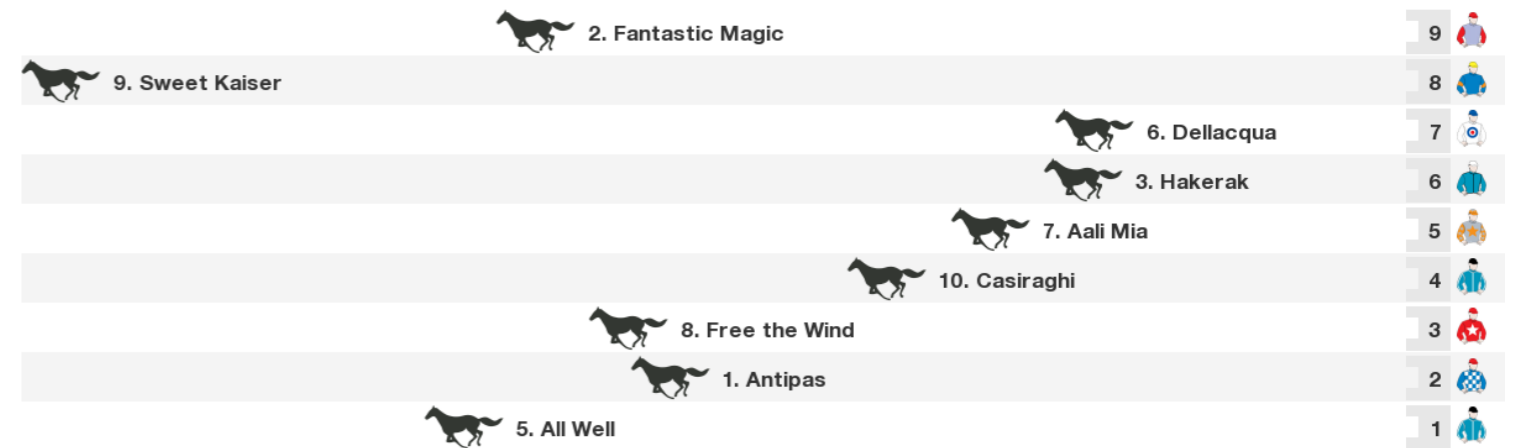 2. Fantastic Magic 9
9. Sweet Kaiser 8
6. Dellacqua 7
3. Hakerak 6
7. Aali Mia 5
10. Casiraghi 4
8. Free the Wind 3
1. Antipas 2
5. All Well 1